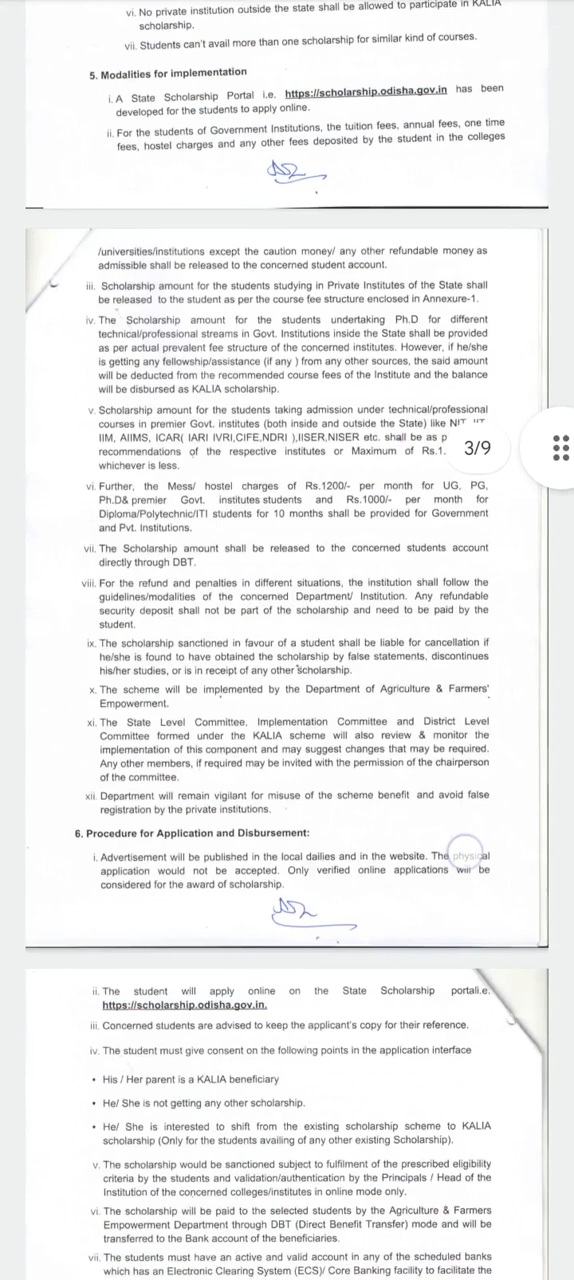 vi. No private institution outside the state shall be allowed to participate in KALIA
scholarship.
vii. Students can't avail more than one scholarship for similar kind of courses.
5. Modalities for implementation
i. A State Scholarship Portal i.e. https://scholarship.odisha.gov.in has been
developed for the students to apply online.
ii. For the students of Government Institutions, the tuition fees, annual fees, one time
fees, hostel charges and any other fees deposited by the student in the colleges
/universities/institutions except the caution money/ any other refundable money as
admissible shall be released to the concerned student account.
iii. Scholarship amount for the students studying in Private Institutes of the State shall
be released to the student as per the course fee structure enclosed in Annexure-1.
iv. The Scholarship amount for the students undertaking Ph.D for different
technical/professional streams in Govt. Institutions inside the State shall be provided
as per actual prevalent fee structure of the concerned institutes. However, if he/she
is getting any fellowship/assistance (if any ) from any other sources, the said amount
will be deducted from the recommended course fees of the Institute and the balance
will be disbursed as KALIA scholarship.
v. Scholarship amount for the students taking admission under technical/professional
courses in premier Govt. institutes (both inside and outside the State) like NIT
IIM, AIIMS, ICAR( IARI IVRI,CIFE,NDRI ),IISER,NISER etc. shall be as p
recommendations of the respective institutes or Maximum of Rs.1.
whichever is less.
3/9
vi. Further, the Mess/ hostel charges of Rs.1200/- per month for UG, PG,
Ph.D& premier Govt. institutes students and Rs.1000/- per month for
Diploma/Polytechnic/ITI students for 10 months shall be provided for Government
and Pvt. Institutions.
vii. The Scholarship amount shall be released to the concerned students account
directly through DBT.
viii. For the refund and penalties in different situations, the institution shall follow the
guidelines/modalities of the concerned Department/ Institution. Any refundable
security deposit shall not be part of the scholarship and need to be paid by the
student.
ix. The scholarship sanctioned in favour of a student shall be liable for cancellation if
he/she is found to have obtained the scholarship by false statements, discontinues
his/her studies, or is in receipt of any other scholarship.
x. The scheme will be implemented by the Department of Agriculture & Farmers'
Empowerment.
xi. The State Level Committee, Implementation Committee and District Level
Committee formed under the KALIA scheme will also review & monitor the
implementation of this component and may suggest changes that may be required.
Any other members, if required may be invited with the permission of the chairperson
of the committee.
xii. Department will remain vigilant for misuse of the scheme benefit and avoid false
registration by the private institutions.
6. Procedure for Application and Disbursement:
i. Advertisement will be published in the local dailies and in the website. The physical
application would not be accepted. Only verified online applications will be
considered for the award of scholarship.
ii. The student will apply online on the State Scholarship portali.e.
https://scholarship.odisha.gov.in.
iii. Concerned students are advised to keep the applicant's copy for their reference.
iv. The student must give consent on the following points in the application interface
• His / Her parent is a KALIA beneficiary
• He/ She is not getting any other scholarship.
• He/ She is interested to shift from the existing scholarship scheme to KALIA
scholarship (Only for the students availing of any other existing Scholarship).
v. The scholarship would be sanctioned subject to fulfilment of the prescribed eligibility
criteria by the students and validation/authentication by the Principals / Head of the
Institution of the concerned colleges/institutes in online mode only.
vi. The scholarship will be paid to the selected students by the Agriculture & Farmers
Empowerment Department through DBT (Direct Benefit Transfer) mode and will be
transferred to the Bank account of the beneficiaries.
vii. The students must have an active and valid account in any of the scheduled banks
which has an Electronic Clearing System (ECS)/ Core Banking facility to facilitate the